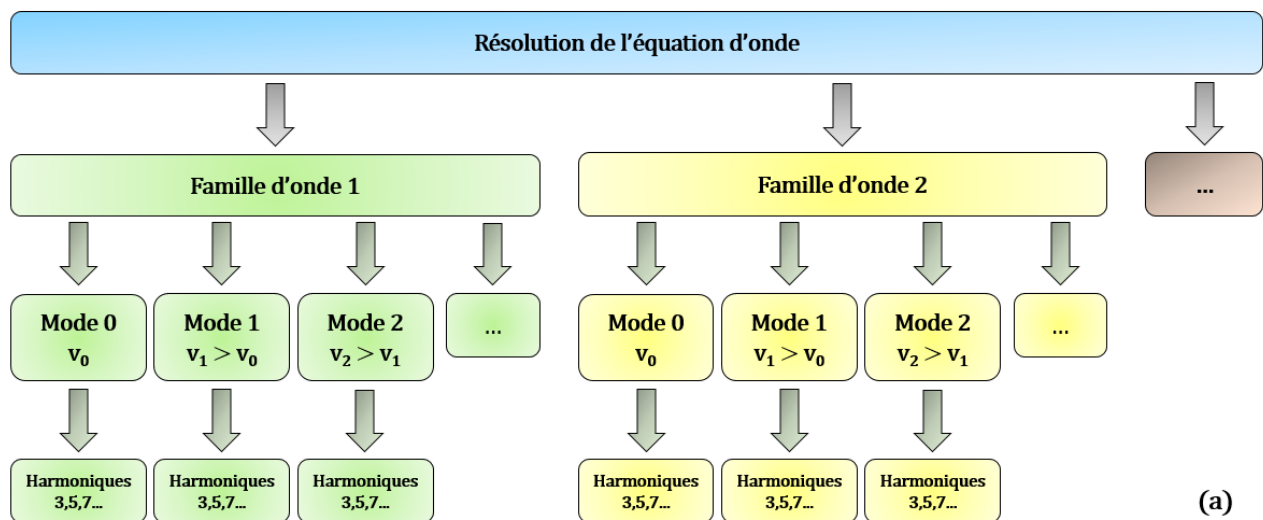 Résolution de l'équation d'onde
Famille d'onde 1
Famille d'onde 2
...
Mode 0
v₀
Mode 1
v₁ > v₀
Mode 2
v₂ > v₁
...
Mode 0
v₀
Mode 1
v₁ > v₀
Mode 2
v₂ > v₁
...
Harmoniques
3,5,7...
Harmoniques
3,5,7...
Harmoniques
3,5,7...
Harmoniques
3,5,7...
Harmoniques
3,5,7...
Harmoniques
3,5,7...
(a)